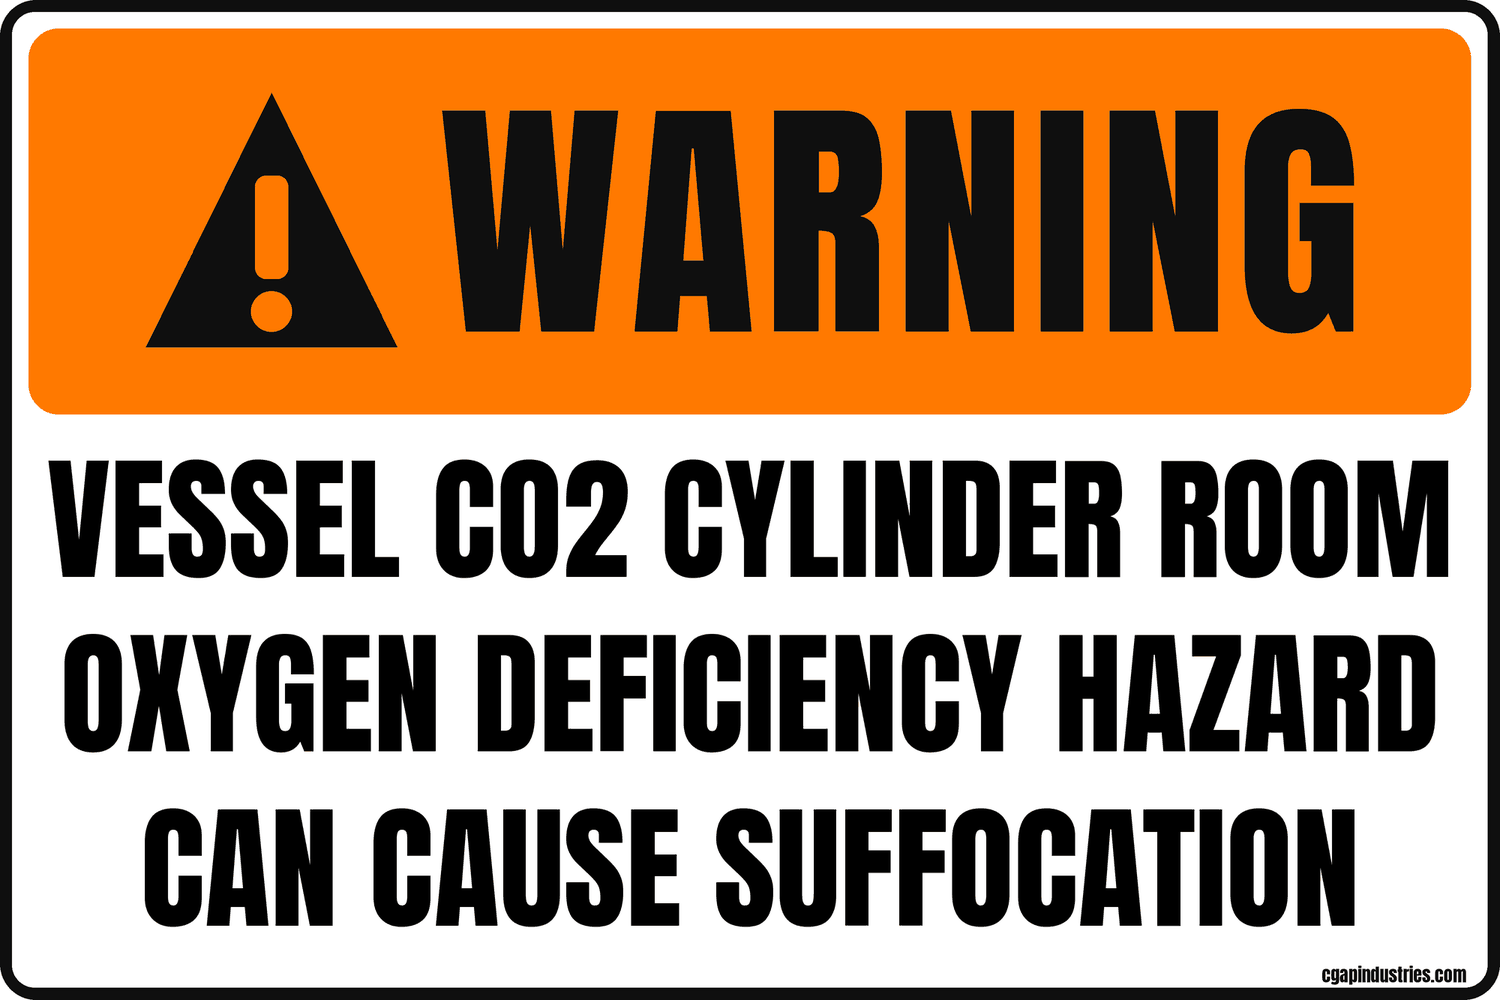 WARNING
VESSEL CO2 CYLINDER ROOM
OXYGEN DEFICIENCY HAZARD
CAN CAUSE SUFFOCATION
cgapindustries.com